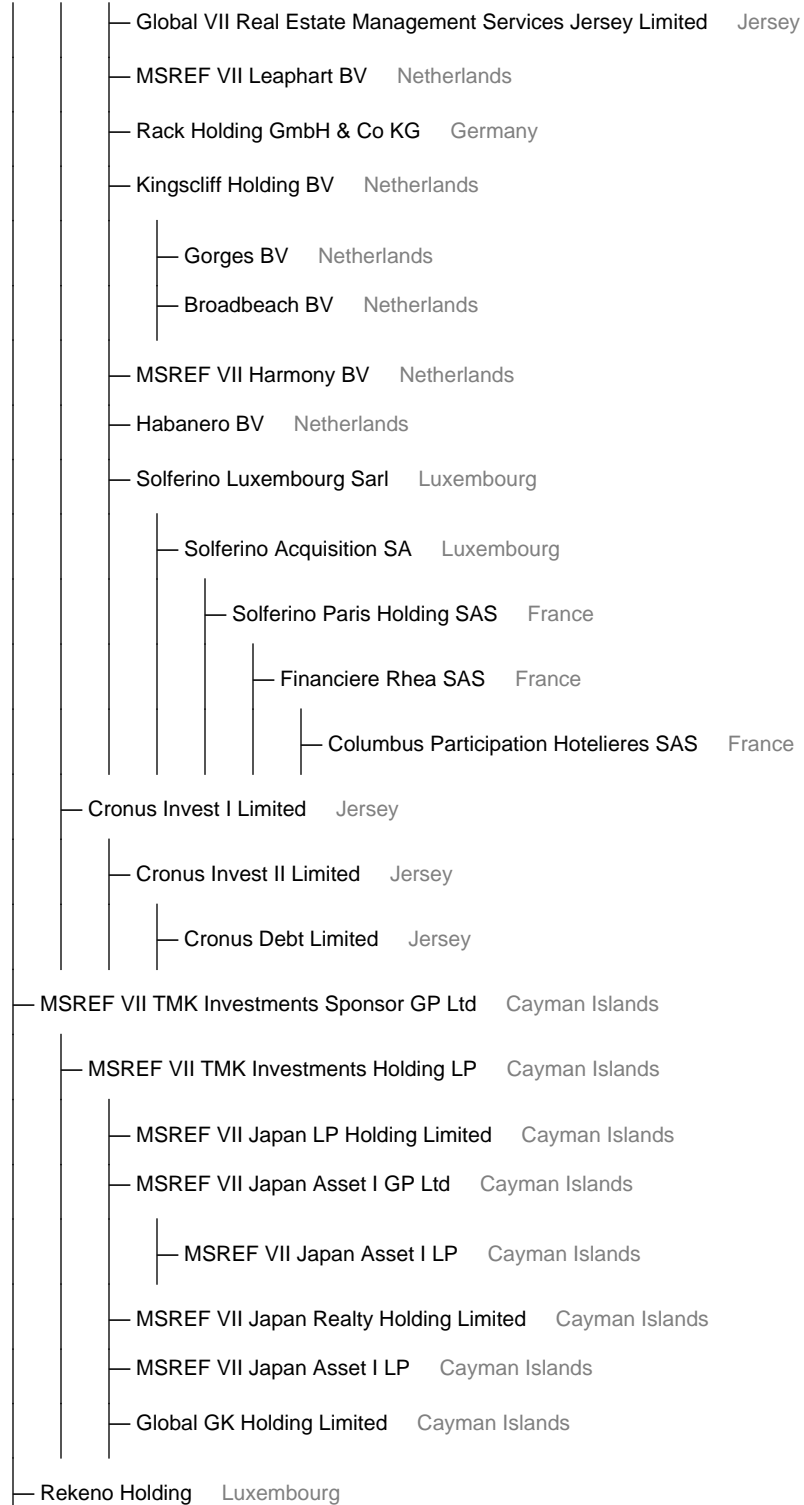 Global VII Real Estate Management Services Jersey Limited Jersey
MSREF VII Leaphart BV Netherlands
Rack Holding GmbH & Co KG Germany
Kingscliff Holding BV Netherlands
Gorges BV Netherlands
Broadbeach BV Netherlands
MSREF VII Harmony BV Netherlands
Habanero BV Netherlands
Solferino Luxembourg Sarl Luxembourg
Solferino Acquisition SA Luxembourg
Solferino Paris Holding SAS France
Financiere Rhea SAS France
Columbus Participation Hotelieres SAS France
Cronus Invest I Limited Jersey
Cronus Invest II Limited Jersey
Cronus Debt Limited Jersey
MSREF VII TMK Investments Sponsor GP Ltd Cayman Islands
MSREF VII TMK Investments Holding LP Cayman Islands
MSREF VII Japan LP Holding Limited Cayman Islands
MSREF VII Japan Asset I GP Ltd Cayman Islands
MSREF VII Japan Asset I LP Cayman Islands
MSREF VII Japan Realty Holding Limited Cayman Islands
MSREF VII Japan Asset I LP Cayman Islands
Global GK Holding Limited Cayman Islands
Rekeno Holding Luxembourg